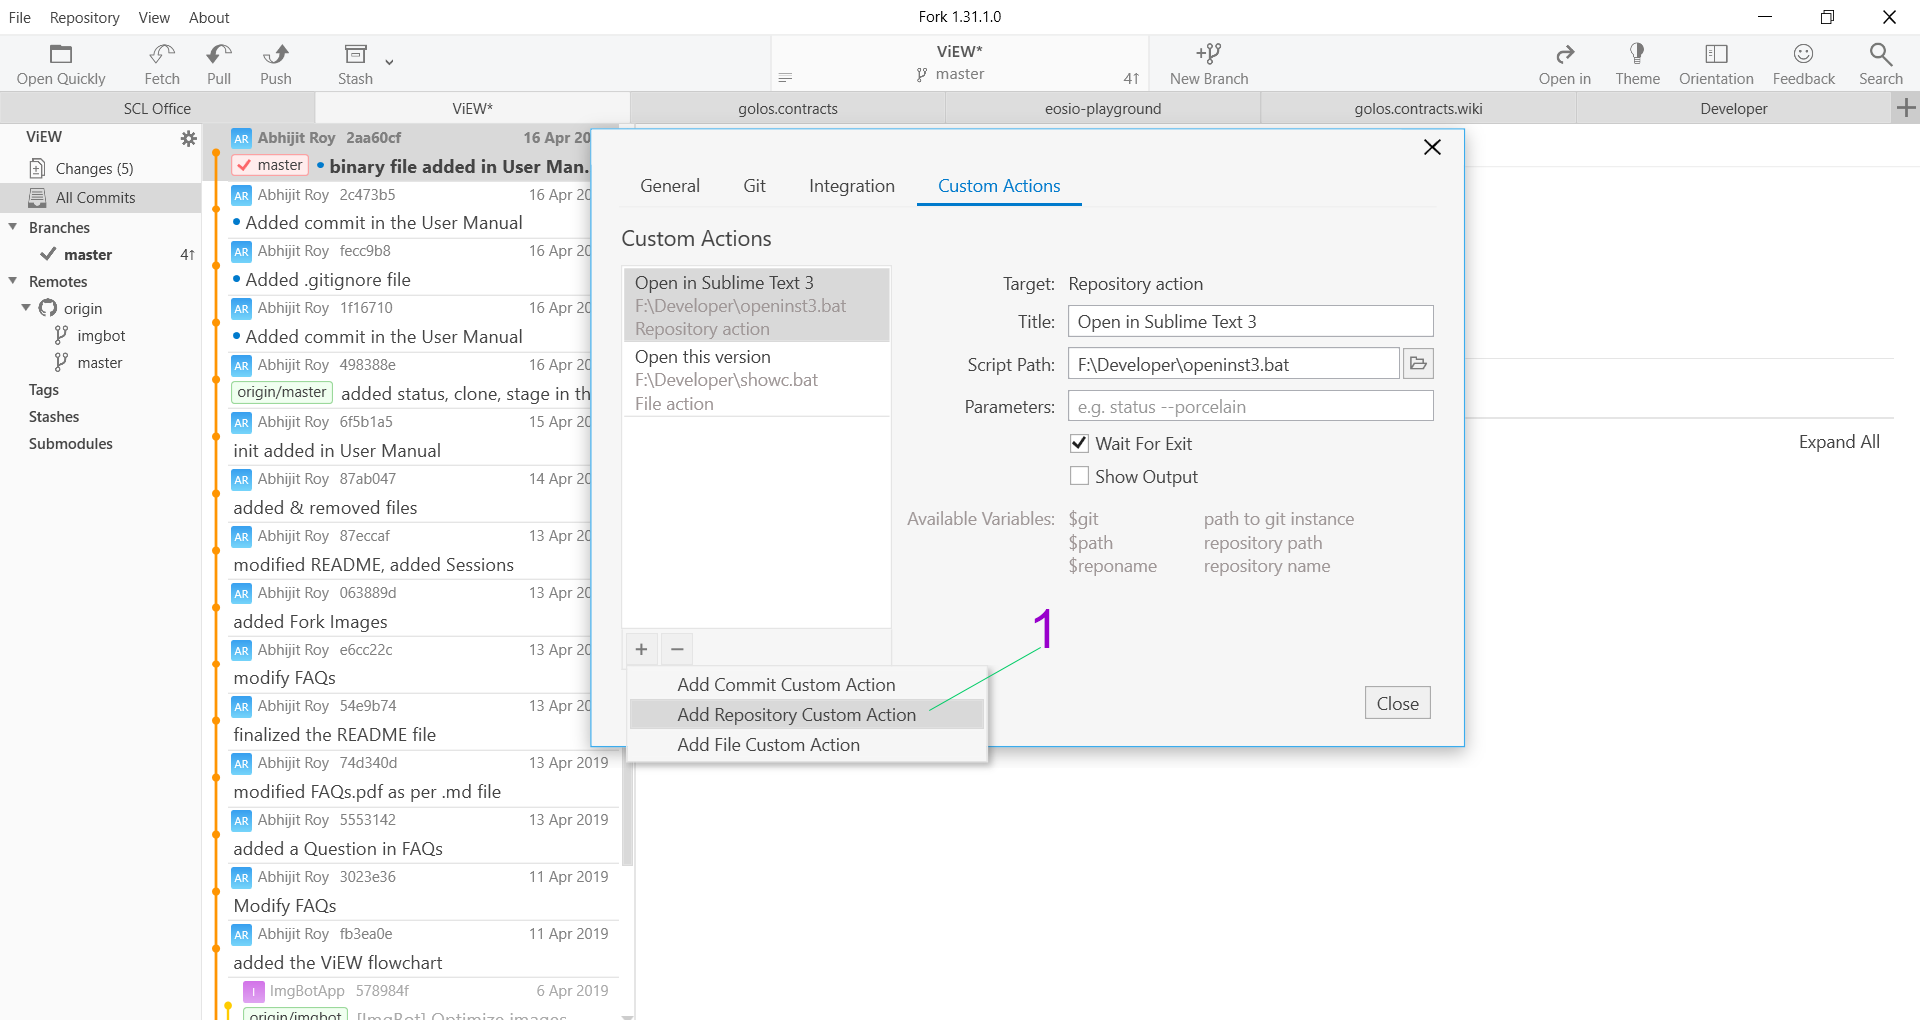 File Repository View About Fork 1.31.1.0
Open Quickly Fetch Pull Push Stash ViEW* master 4↑ New Branch Open in Theme Orientation Feedback Search
SCL Office ViEW* golos.contracts eosio-playground golos.contracts.wiki Developer
ViEW
Changes (5)
All Commits
Branches
master 4↑
Remotes
origin
imgbot
master
Tags
Stashes
Submodules
AR Abhijit Roy 2aa60cf 16 Apr 20
master binary file added in User Man...
AR Abhijit Roy 2c473b5 16 Apr 20
Added commit in the User Manual
AR Abhijit Roy fecc9b8 16 Apr 20
Added .gitignore file
AR Abhijit Roy 1f16710 16 Apr 20
Added commit in the User Manual
AR Abhijit Roy 498388e 16 Apr 20
origin/master added status, clone, stage in th
AR Abhijit Roy 6f5b1a5 15 Apr 20
init added in User Manual
AR Abhijit Roy 87ab047 14 Apr 20
added & removed files
AR Abhijit Roy 87eccaf 13 Apr 20
modified README, added Sessions
AR Abhijit Roy 063889d 13 Apr 20
added Fork Images
AR Abhijit Roy e6cc22c 13 Apr 20
modify FAQs
AR Abhijit Roy 54e9b74 13 Apr 20
finalized the README file
AR Abhijit Roy 74d340d 13 Apr 2019
modified FAQs.pdf as per .md file
AR Abhijit Roy 5553142 13 Apr 2019
added a Question in FAQs
AR Abhijit Roy 3023e36 11 Apr 2019
Modify FAQs
AR Abhijit Roy fb3ea0e 11 Apr 2019
added the ViEW flowchart
I ImgBotApp 578984f 6 Apr 2019
origin/imgbot [ImgBot] Optimize images
General Git Integration Custom Actions
Custom Actions
Open in Sublime Text 3
F:\Developer\openinst3.bat
Repository action
Open this version
F:\Developer\showc.bat
File action
+ −
Add Commit Custom Action
Add Repository Custom Action
Add File Custom Action
Target: Repository action
Title: Open in Sublime Text 3
Script Path: F:\Developer\openinst3.bat
Parameters: e.g. status --porcelain
Wait For Exit
Show Output
Available Variables: $git path to git instance
$path repository path
$reponame repository name
1
Close
Expand All